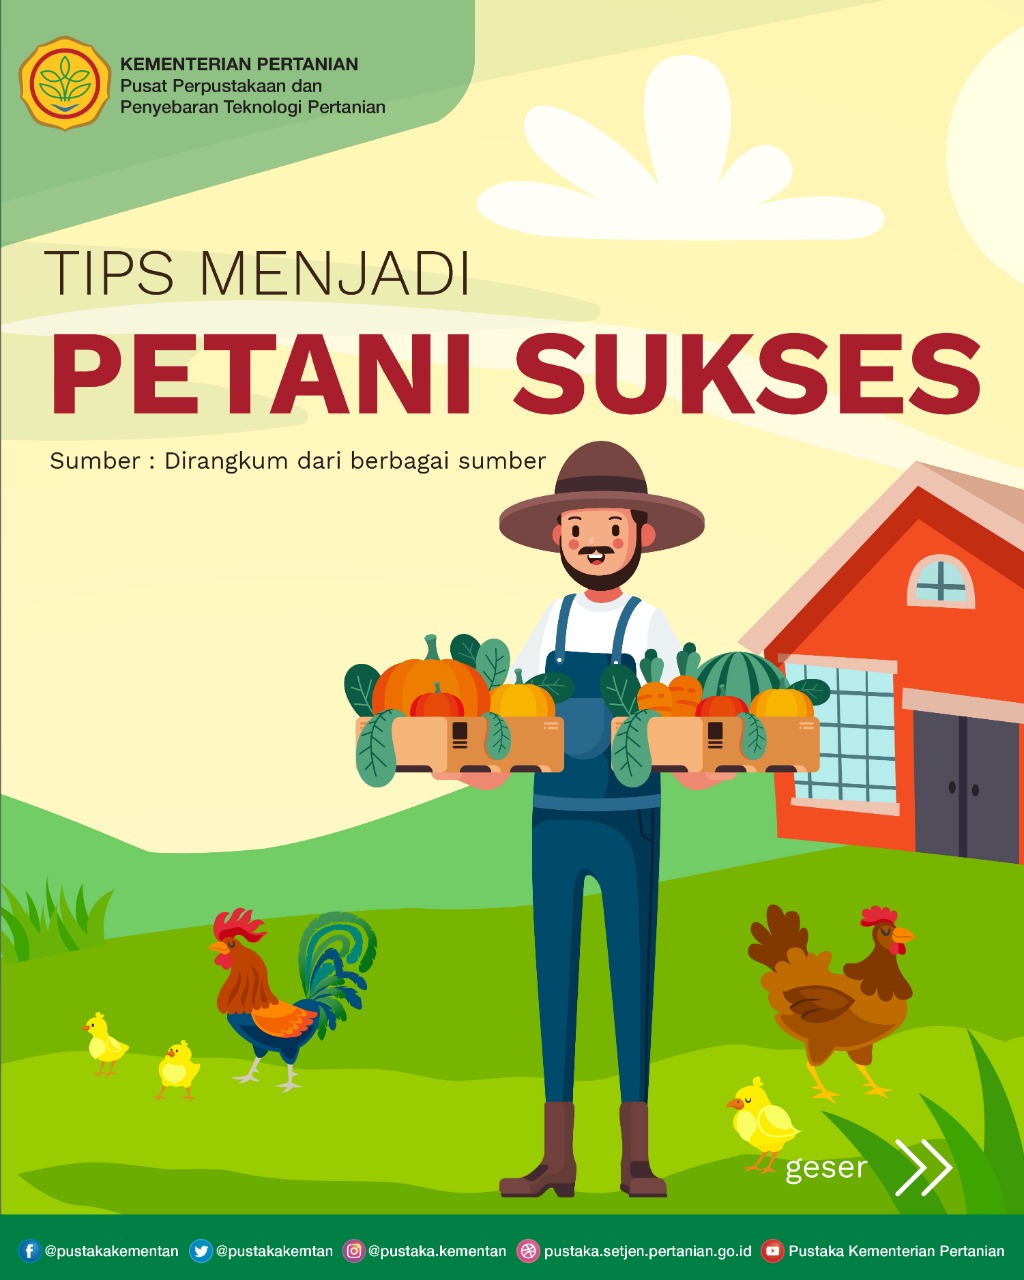 KEMENTERIAN PERTANIAN
Pusat Perpustakaan dan
Penyebaran Teknologi Pertanian
TIPS MENJADI
PETANI SUKSES
Sumber : Dirangkum dari berbagai sumber
geser
@pustakakementan @pustakakemtan @pustaka.kementan pustaka.setjen.pertanian.go.id Pustaka Kementerian Pertanian